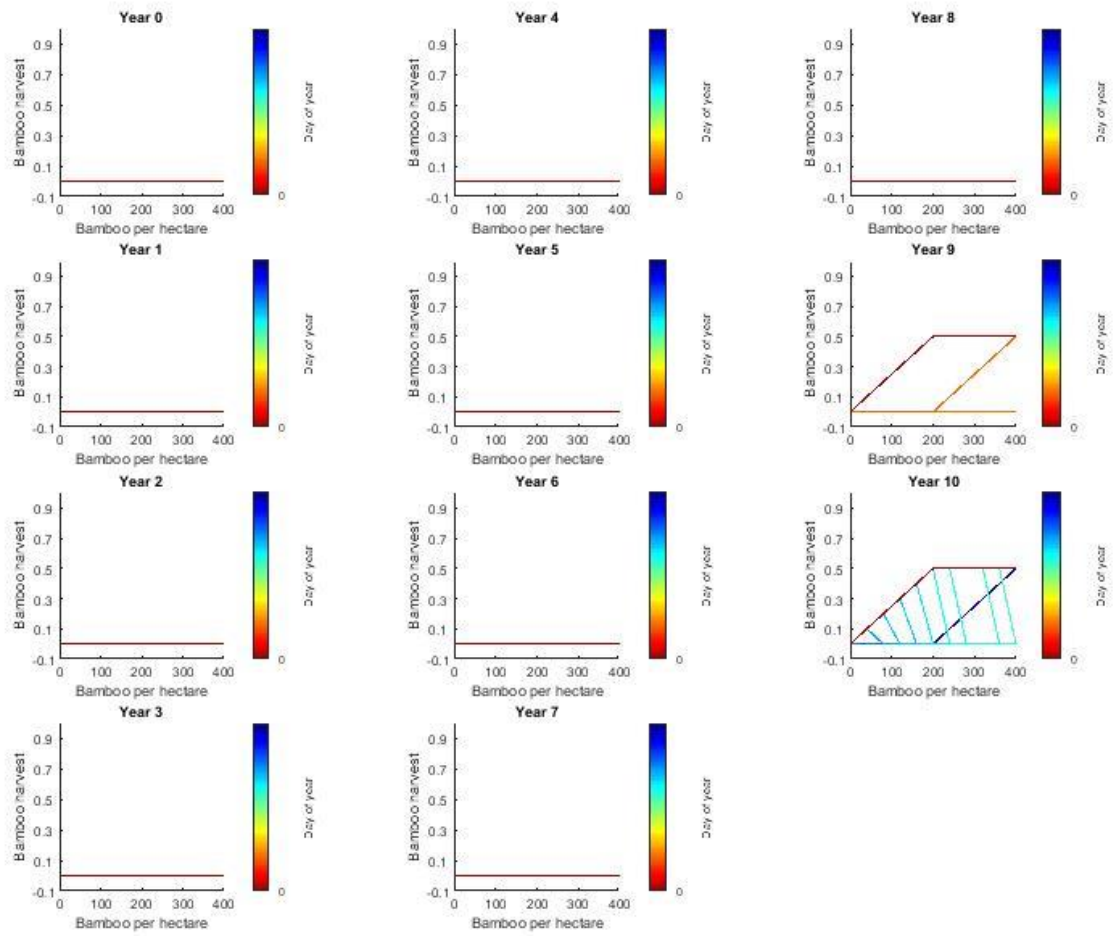 Year 0
Bamboo harvest
0.9
0.7
0.5
0.3
0.1
-0.1
0 100 200 300 400
Bamboo per hectare
0
Day of year
Year 1
Bamboo harvest
0.9
0.7
0.5
0.3
0.1
-0.1
0 100 200 300 400
Bamboo per hectare
0
Day of year
Year 2
Bamboo harvest
0.9
0.7
0.5
0.3
0.1
-0.1
0 100 200 300 400
Bamboo per hectare
0
Day of year
Year 3
Bamboo harvest
0.9
0.7
0.5
0.3
0.1
-0.1
0 100 200 300 400
Bamboo per hectare
0
Day of year
Year 4
Bamboo harvest
0.9
0.7
0.5
0.3
0.1
-0.1
0 100 200 300 400
Bamboo per hectare
0
Day of year
Year 5
Bamboo harvest
0.9
0.7
0.5
0.3
0.1
-0.1
0 100 200 300 400
Bamboo per hectare
0
Day of year
Year 6
Bamboo harvest
0.9
0.7
0.5
0.3
0.1
-0.1
0 100 200 300 400
Bamboo per hectare
0
Day of year
Year 7
Bamboo harvest
0.9
0.7
0.5
0.3
0.1
-0.1
0 100 200 300 400
Bamboo per hectare
0
Day of year
Year 8
Bamboo harvest
0.9
0.7
0.5
0.3
0.1
-0.1
0 100 200 300 400
Bamboo per hectare
0
Day of year
Year 9
Bamboo harvest
0.9
0.7
0.5
0.3
0.1
-0.1
0 100 200 300 400
Bamboo per hectare
0
Day of year
Year 10
Bamboo harvest
0.9
0.7
0.5
0.3
0.1
-0.1
0 100 200 300 400
Bamboo per hectare
0
Day of year